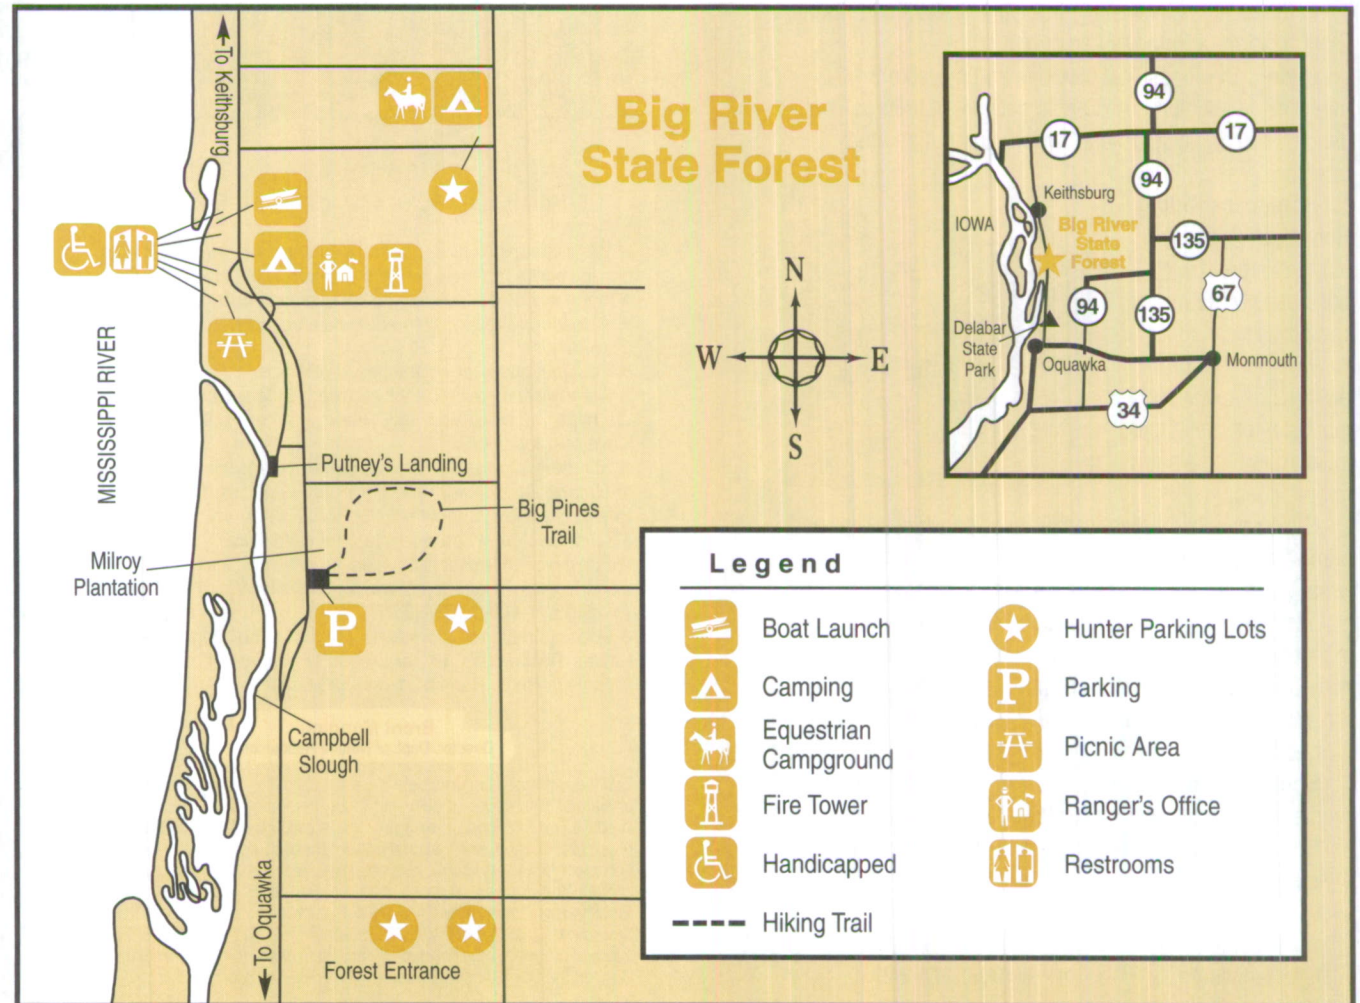 Big River
State Forest
To Keithsburg
MISSISSIPPI RIVER
Putney's Landing
Big Pines
Trail
Milroy
Plantation
P
Campbell
Slough
To Oquawka
Forest Entrance
N
W
E
S
94
17
17
94
Keithsburg
IOWA
Big River
State
Forest
135
67
94
135
Delabar
State
Park
Oquawka
Monmouth
34
Legend
Boat Launch
Camping
Equestrian
Campground
Fire Tower
Handicapped
Hiking Trail
Hunter Parking Lots
P
Parking
Picnic Area
Ranger's Office
Restrooms